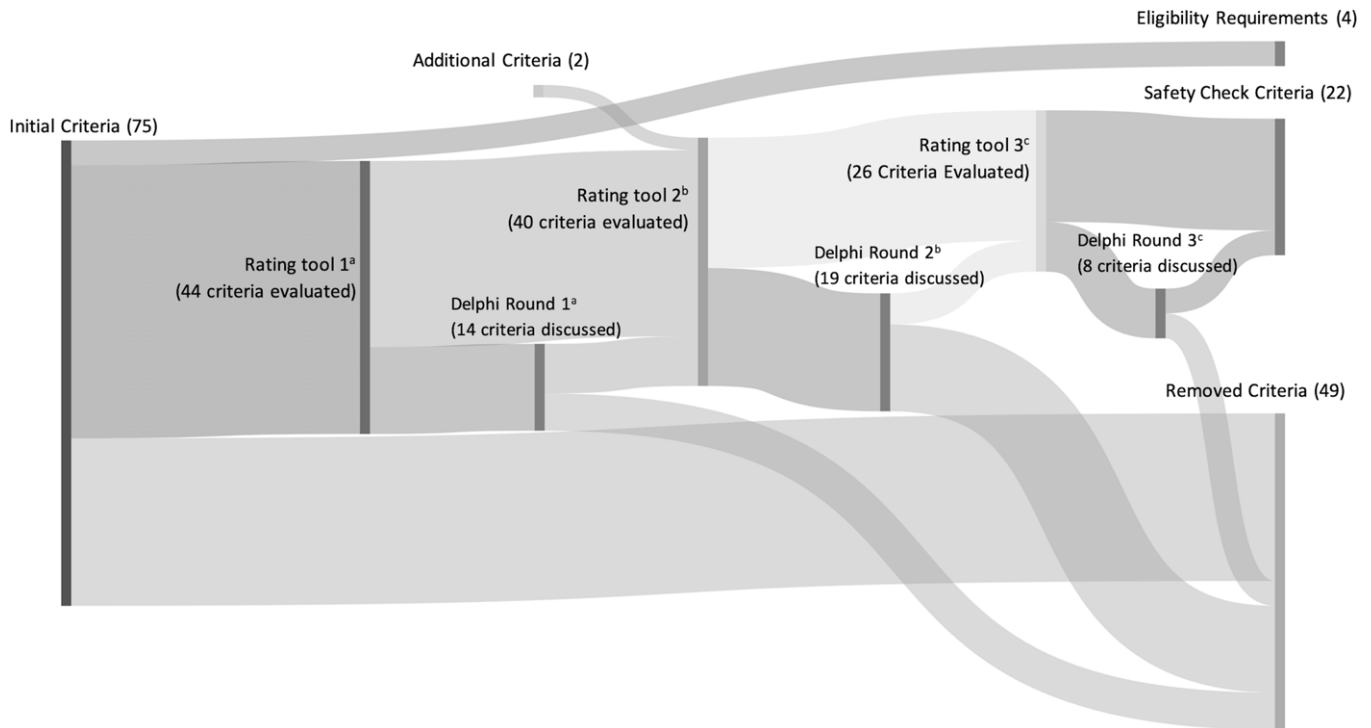 Eligibility Requirements (4)
Additional Criteria (2)
Safety Check Criteria (22)
Initial Criteria (75)
Rating tool 3ᶜ
(26 Criteria Evaluated)
Rating tool 2ᵇ
(40 criteria evaluated)
Delphi Round 3ᶜ
(8 criteria discussed)
Delphi Round 2ᵇ
(19 criteria discussed)
Rating tool 1ᵃ
(44 criteria evaluated)
Delphi Round 1ᵃ
(14 criteria discussed)
Removed Criteria (49)